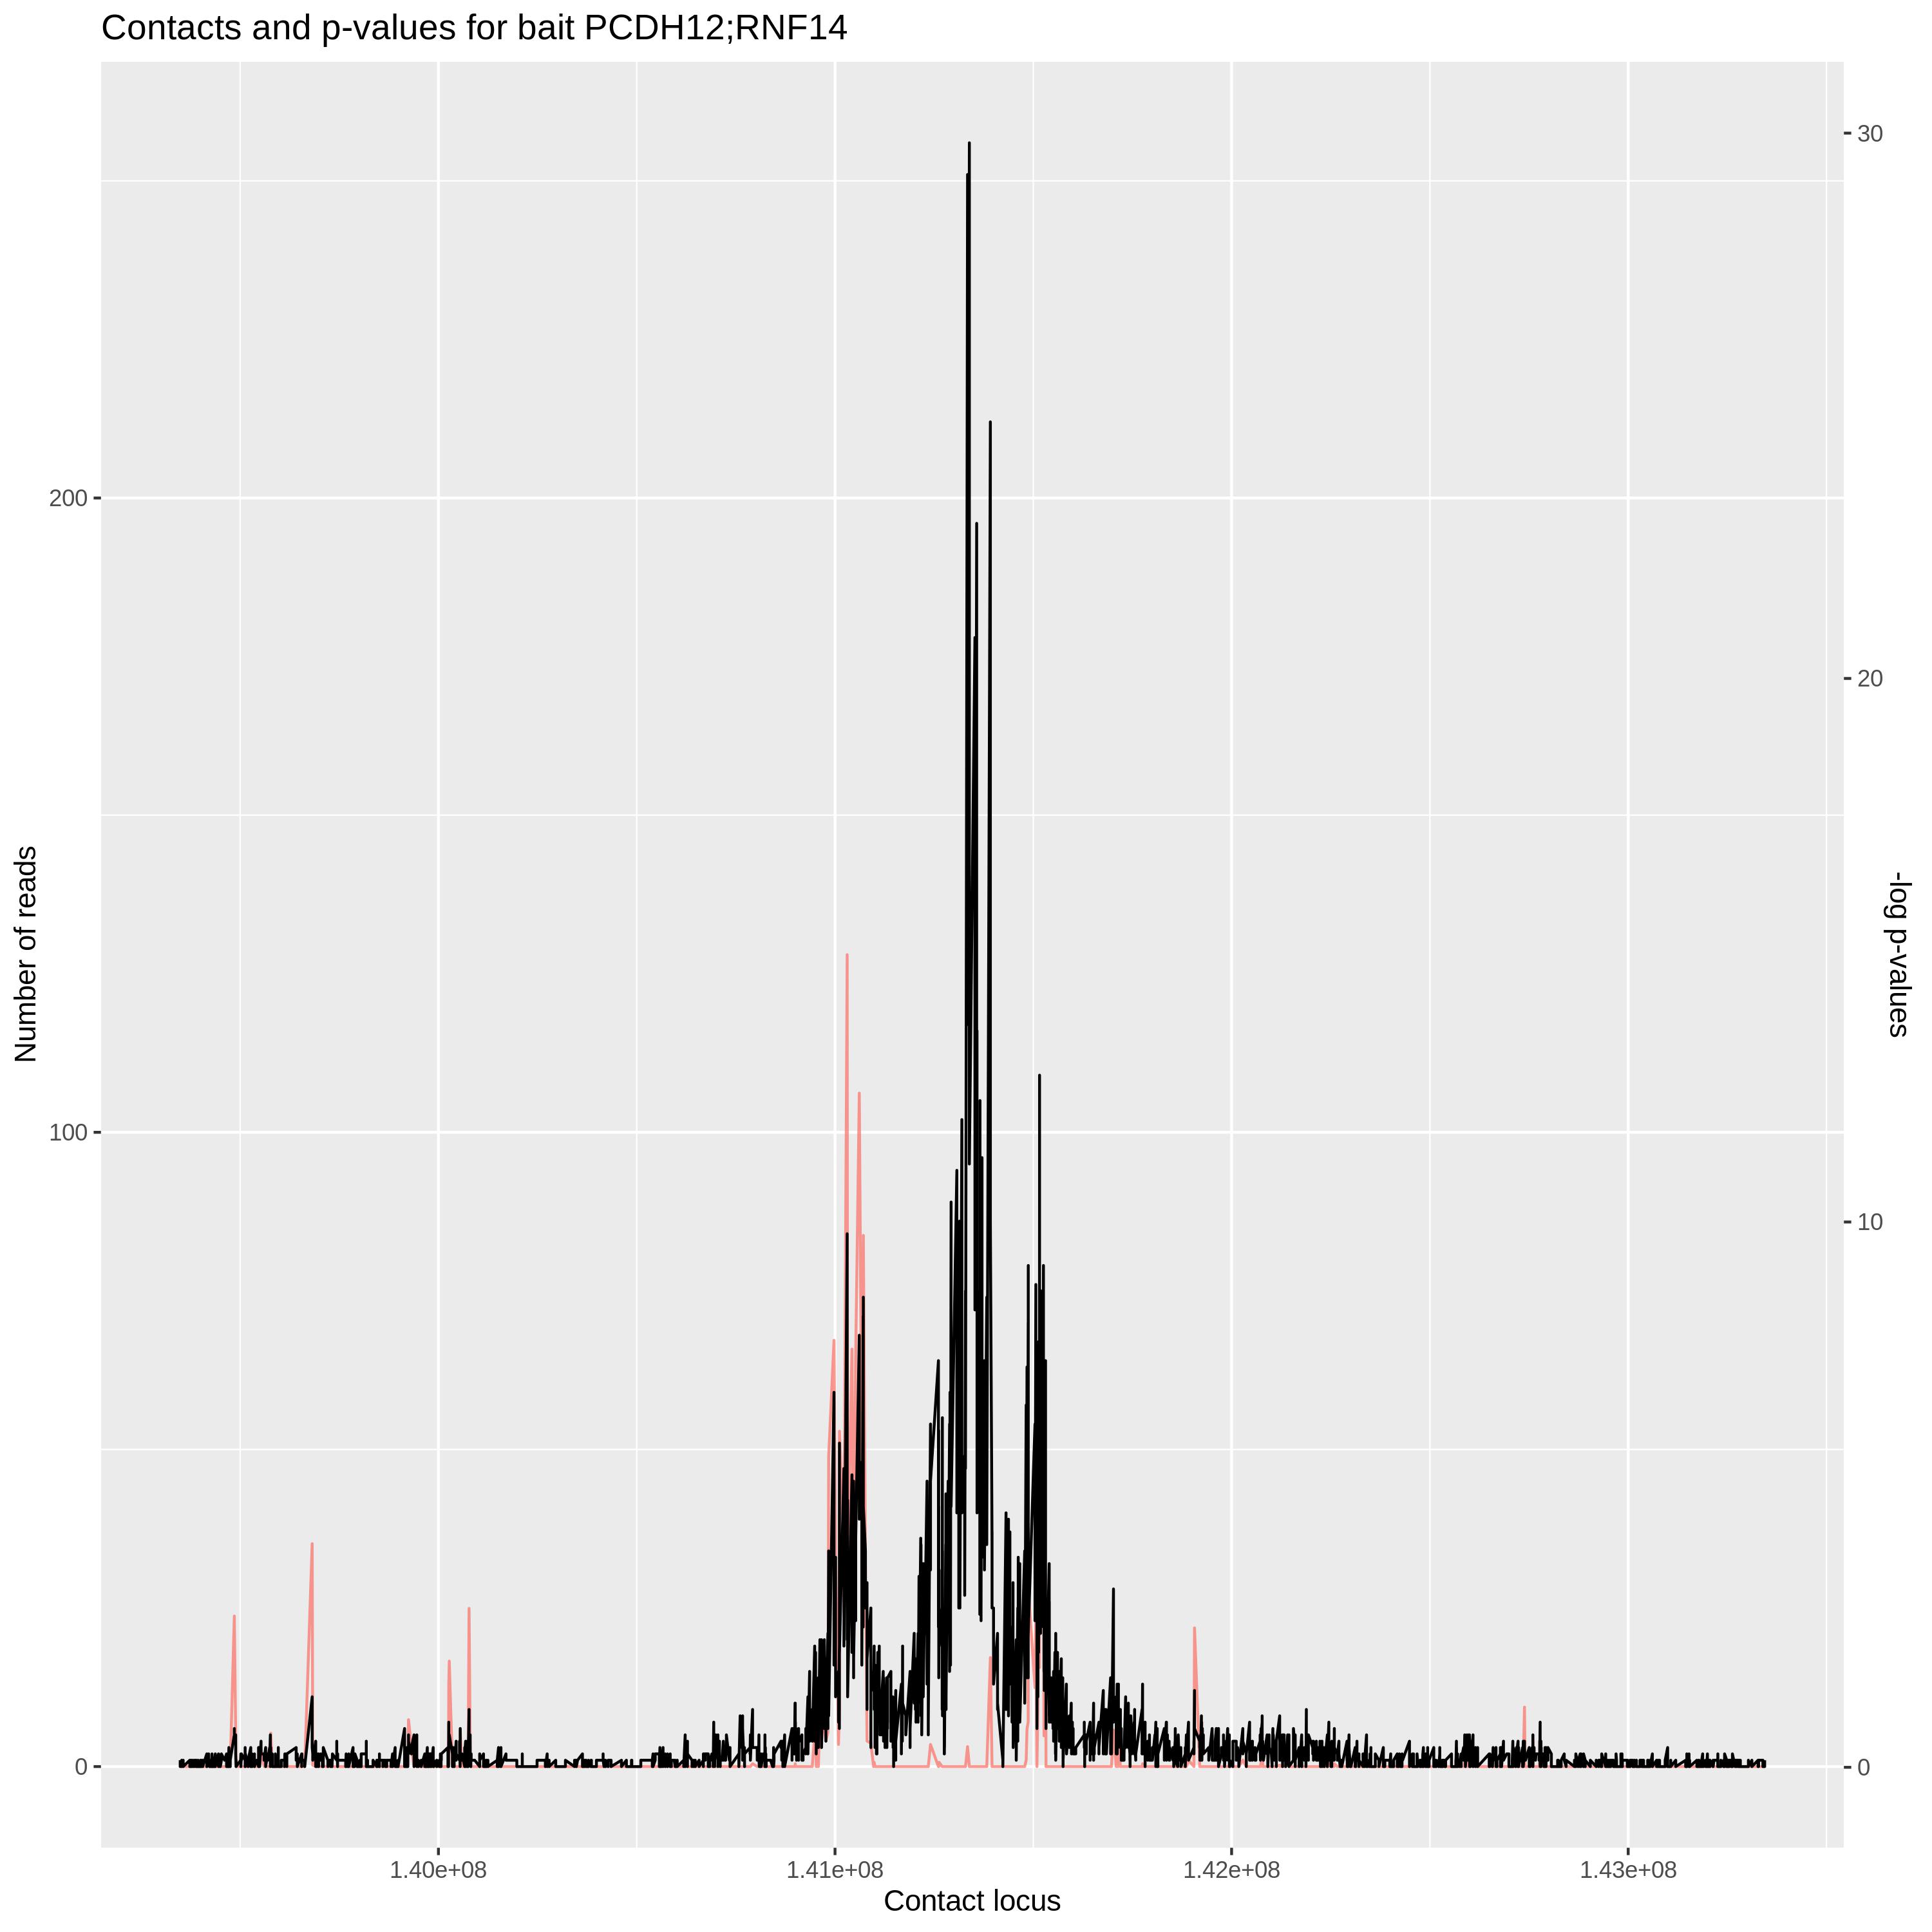 Contacts and p-values for bait PCDH12;RNF14
30
200
20
Number of reads
-log p-values
10
100
0
0
1.40e+08
1.41e+08
1.42e+08
1.43e+08
Contact locus